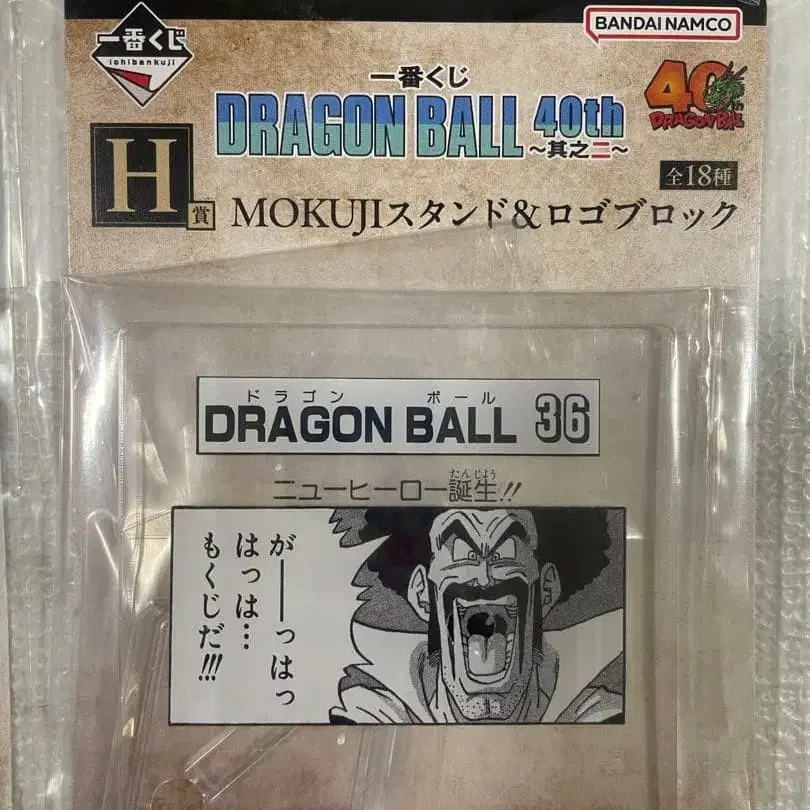 一番くじ
ichibankuji
BANDAI NAMCO
一番くじ
DRAGON BALL 40th
～其之二～
40th
DRAGON BALL
H賞
全18種
MOKUJIスタンド&ロゴブロック
ドラゴン ボール
DRAGON BALL 36
たんじょう
ニューヒーロー誕生!!
がーっはっ
はっは…
もくじだ!!!